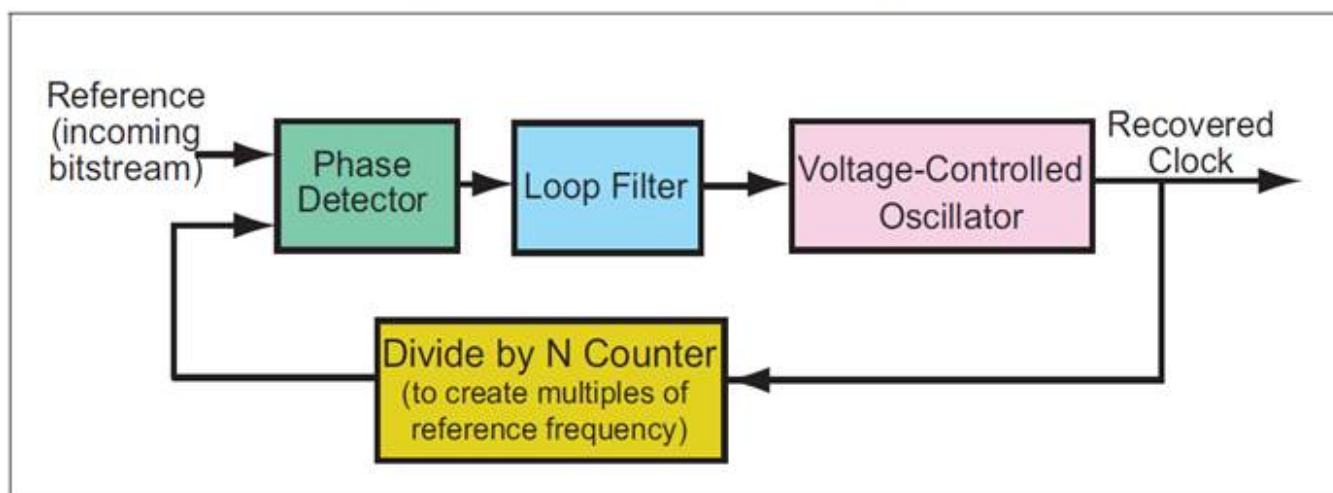 Reference
(incoming
bitstream)
Phase
Detector
Loop Filter
Voltage-Controlled
Oscillator
Recovered
Clock
Divide by N Counter
(to create multiples of
reference frequency)